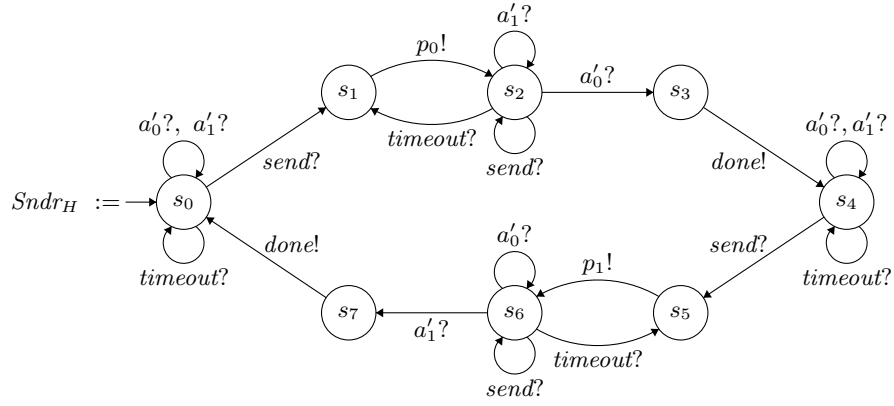 a′₁?
p₀!
s₁
s₂
a′₀?
s₃
timeout?
send?
a′₀?, a′₁?
send?
done!
a′₀?, a′₁?
Sndr_H :=
s₀
s₄
timeout?
done!
a′₀?
p₁!
send?
timeout?
s₇
a′₁?
s₆
s₅
timeout?
send?